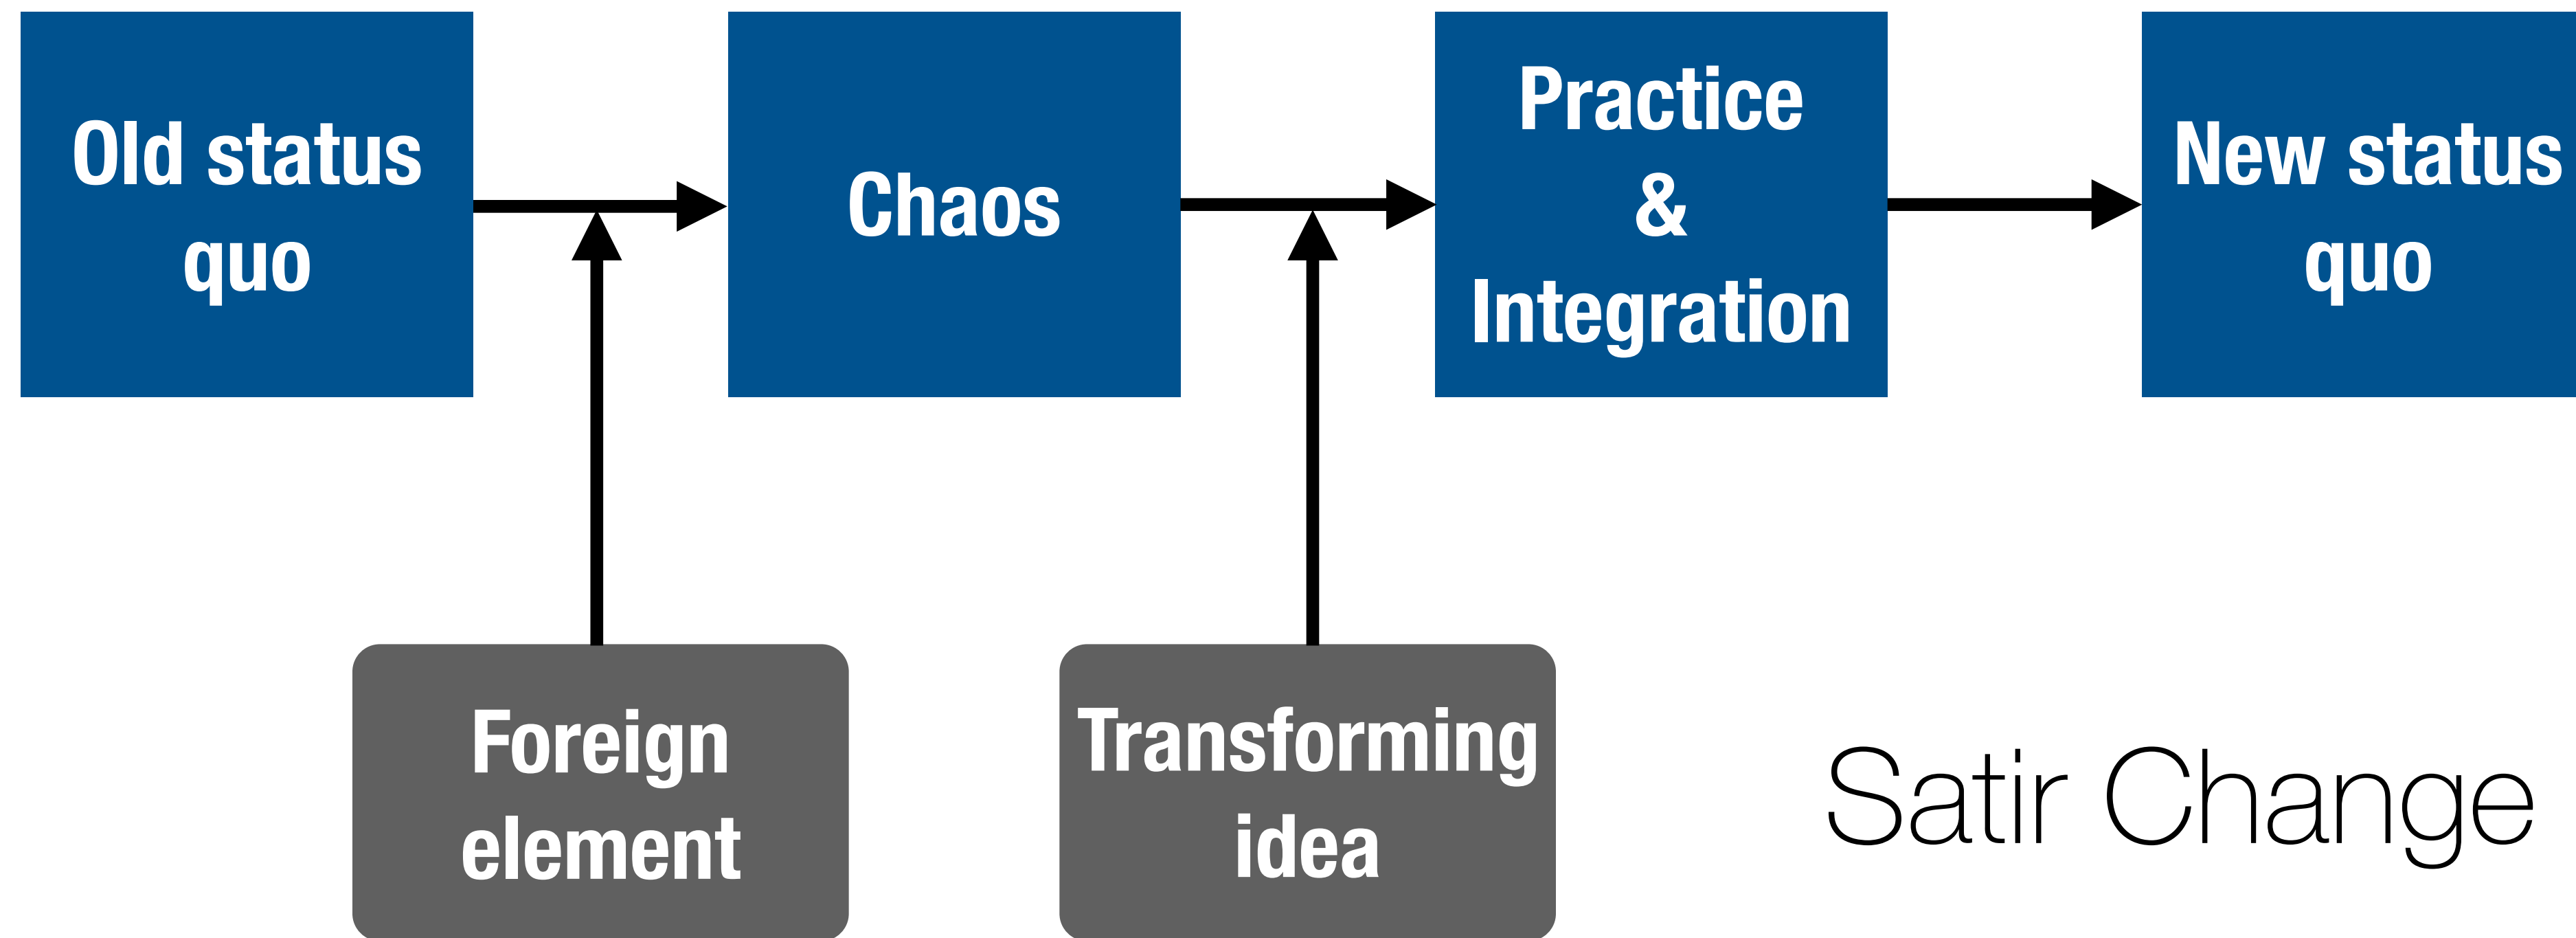 Old status
quo
Chaos
Practice
&
Integration
New status
quo
Foreign
element
Transforming
idea
Satir Change